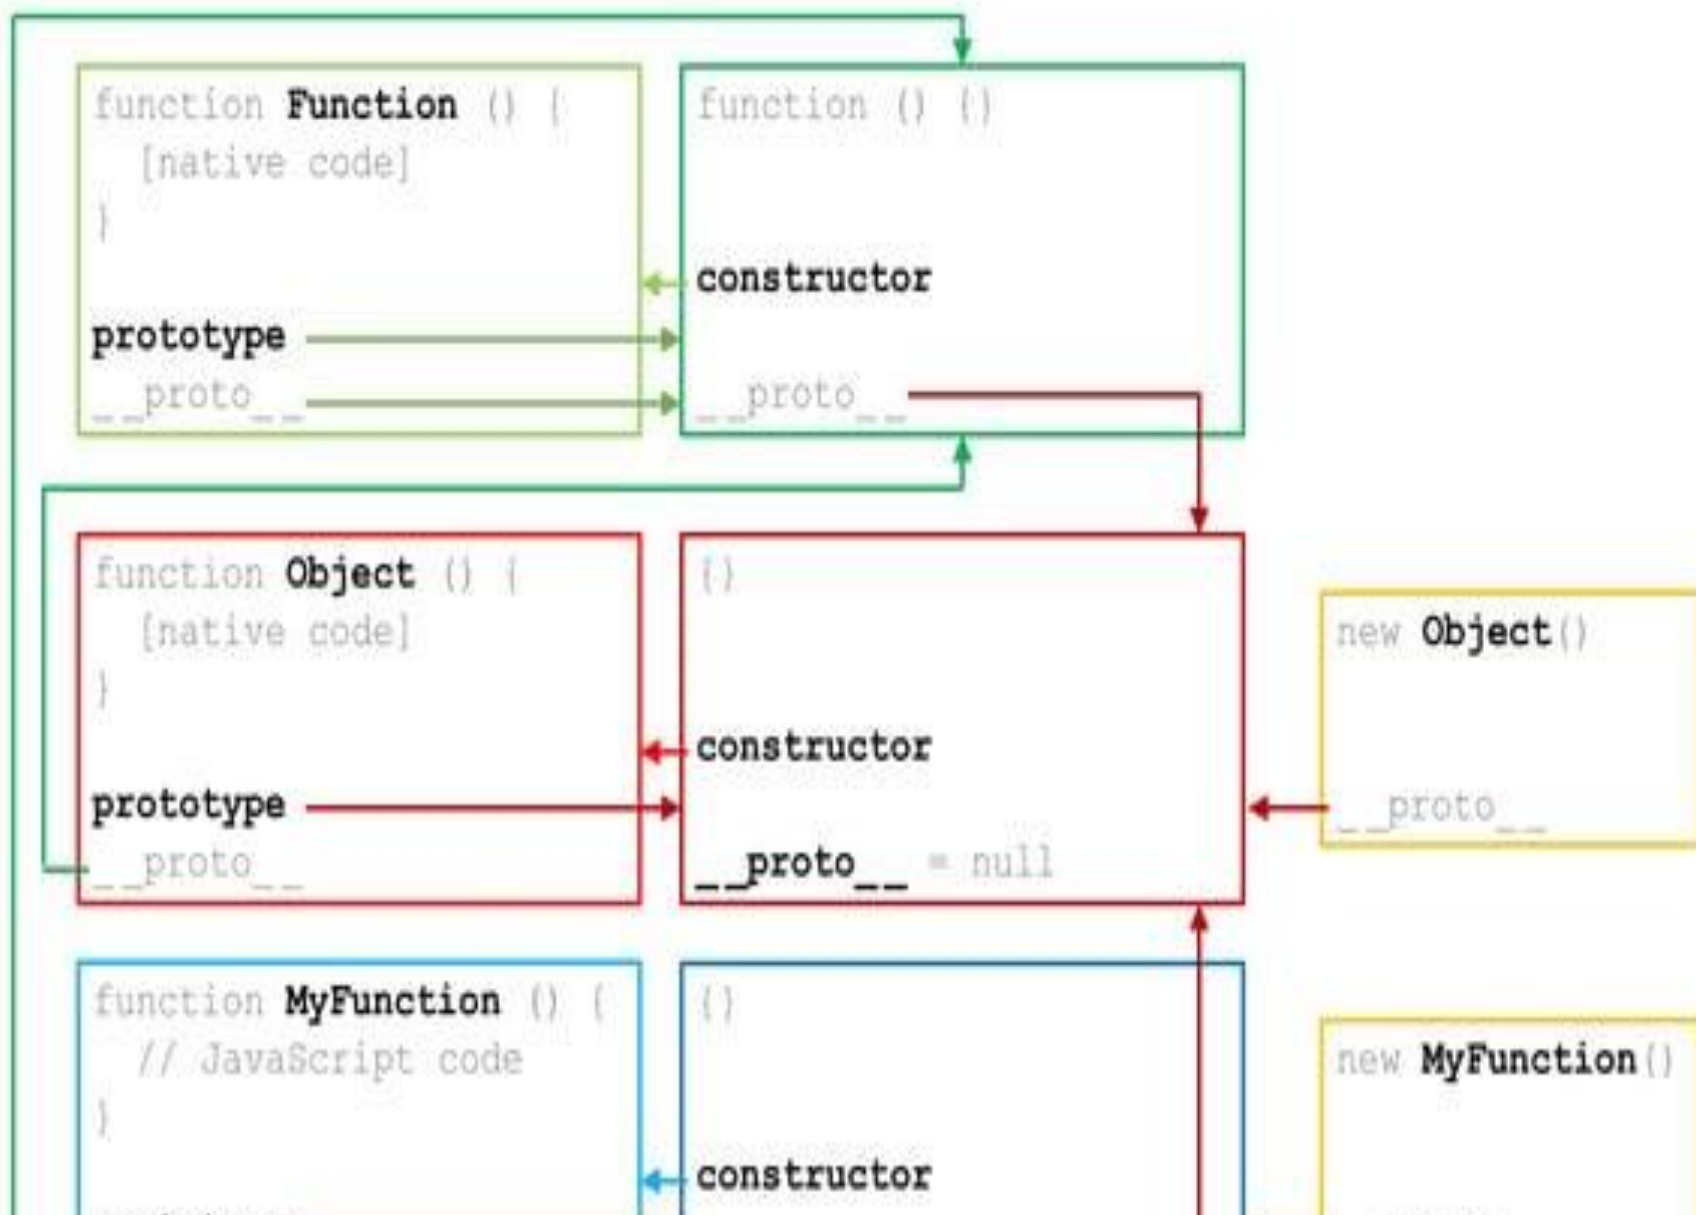 function Function () {
[native code]
}
prototype
__proto__
function () {}
constructor
__proto__
function Object () {
[native code]
}
prototype
__proto__
{}
constructor
__proto__ = null
new Object()
__proto__
function MyFunction () {
// JavaScript code
}
{}
constructor
new MyFunction()